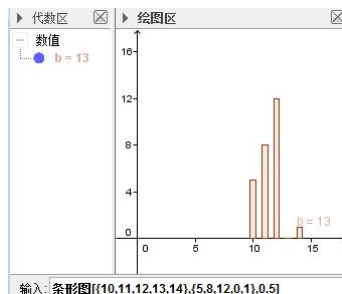 代数区
绘图区
数值
b = 13
16
12
8
4
0
0
5
10
15
b = 13
输入: 条形图[{10,11,12,13,14},{5,8,12,0,1},0.5]